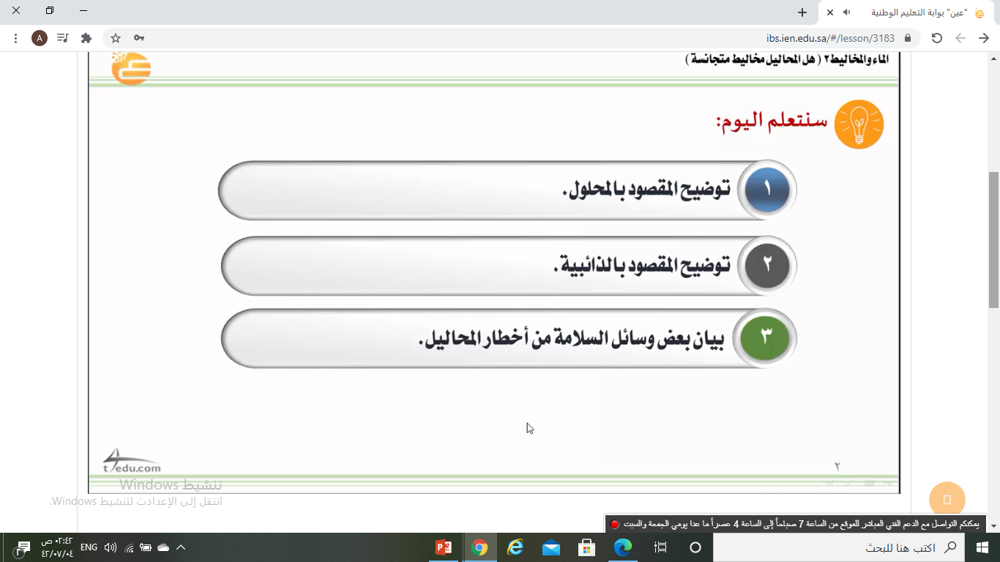 "عين" بوابة التعليم الوطنية
ibs.ien.edu.sa/#/lesson/3183
A
الماء والمخاليط٢ ( هل المحاليل مخاليط متجانسة )
سنتعلم اليوم:
١ توضيح المقصود بالمحلول.
٢ توضيح المقصود بالذائبية.
٣ بيان بعض وسائل السلامة من أخطار المحاليل.
t4edu.com
٢
تنشيط Windows
انتقل إلى الإعدادت لتنشيط Windows.
يمكنكم التواصل مع الدعم الفني المباشر للموقع من الساعة 7 صباحاً إلى الساعة 4 عصراً ما عدا يومي الجمعة والسبت
اكتب هنا للبحث
ENG
٠٢:٤٢ ص
٤٢/٠٧/٠٤